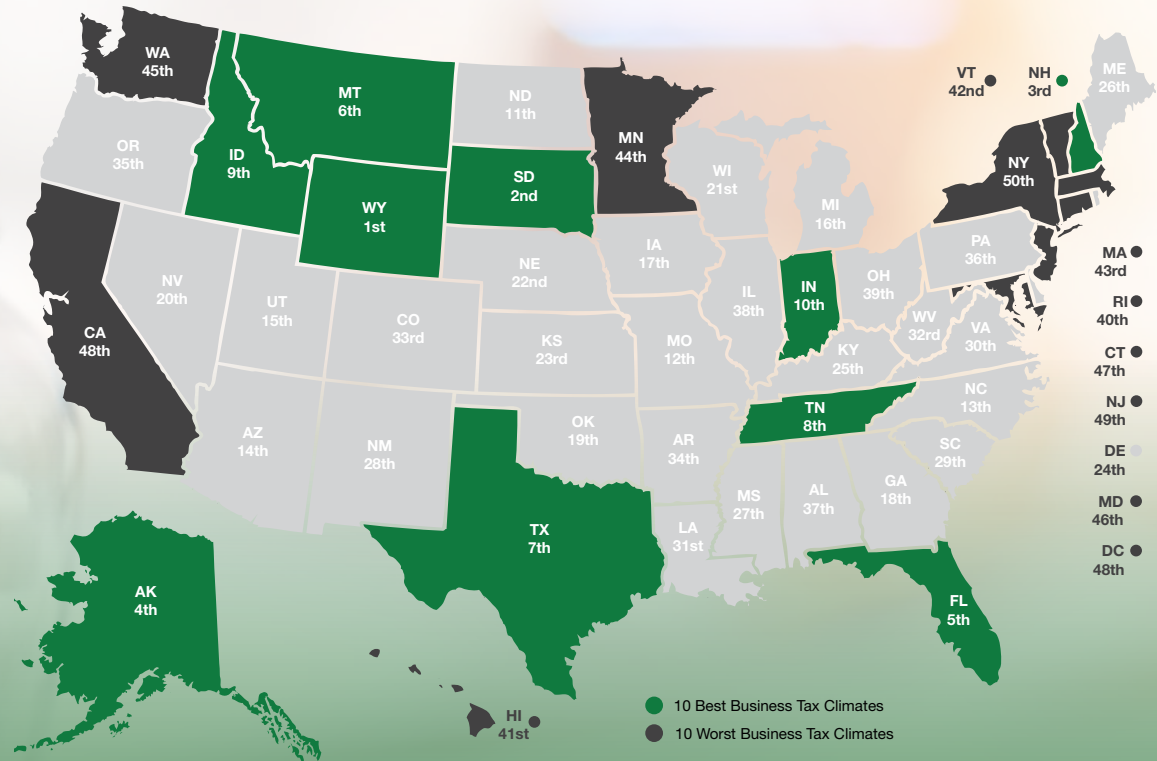 WA
45th
OR
35th
CA
48th
ID
9th
NV
20th
MT
6th
WY
1st
UT
15th
AZ
14th
CO
33rd
NM
28th
ND
11th
SD
2nd
NE
22nd
KS
23rd
OK
19th
TX
7th
MN
44th
IA
17th
MO
12th
AR
34th
LA
31st
WI
21st
IL
38th
MI
16th
IN
10th
OH
39th
KY
25th
TN
8th
MS
27th
AL
37th
GA
18th
FL
5th
SC
29th
NC
13th
VA
30th
WV
32rd
PA
36th
NY
50th
VT
42nd
NH
3rd
ME
26th
MA
43rd
RI
40th
CT
47th
NJ
49th
DE
24th
MD
46th
DC
48th
AK
4th
HI
41st
10 Best Business Tax Climates
10 Worst Business Tax Climates